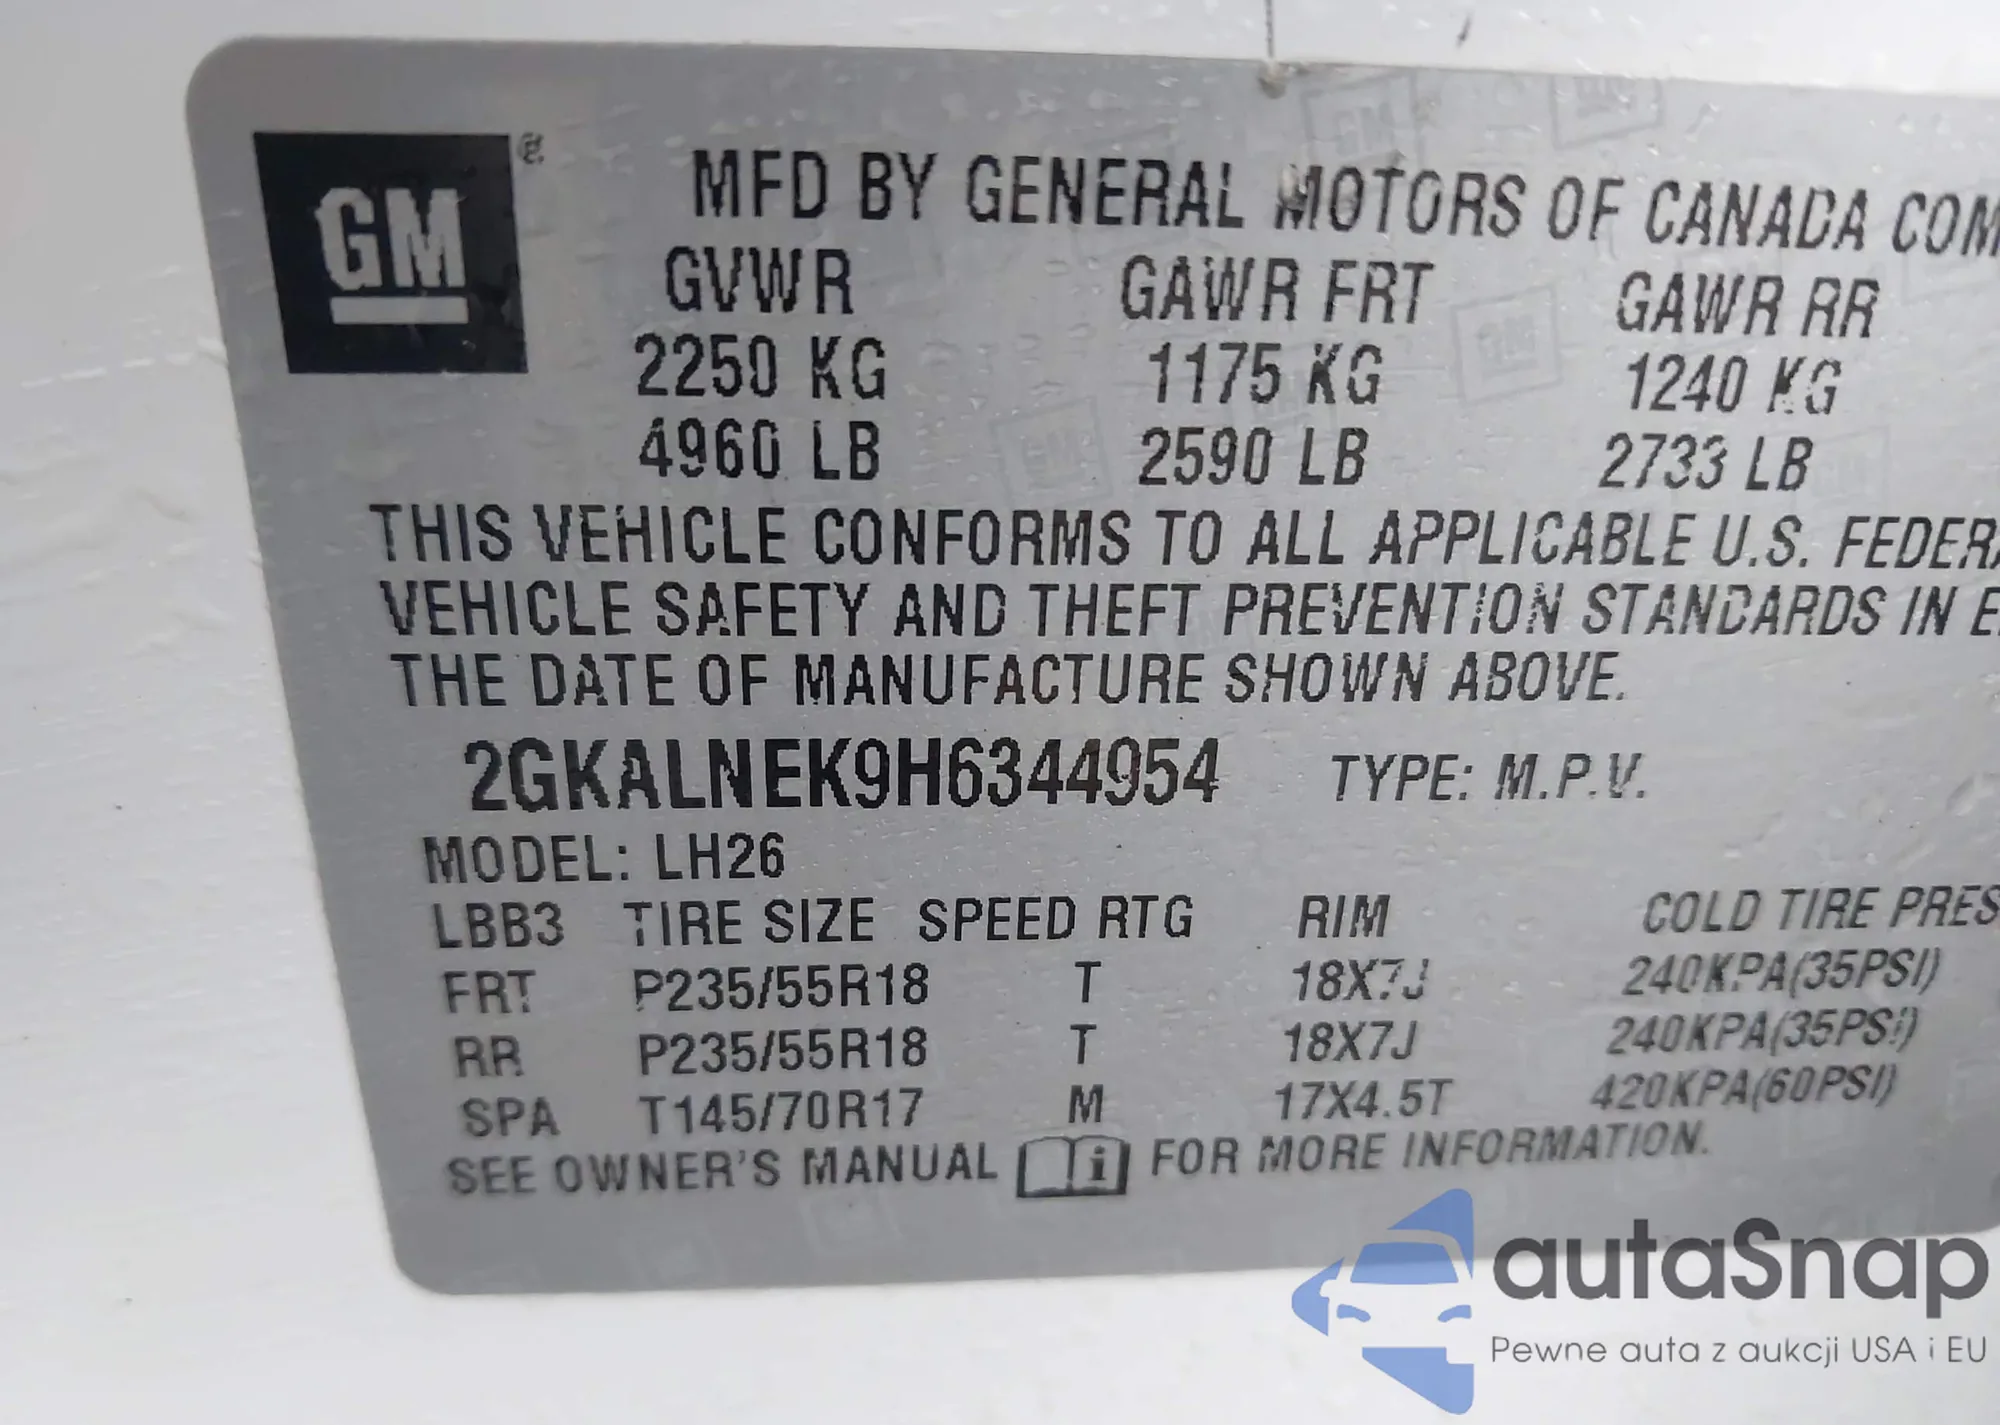 GM ®
MFD BY GENERAL MOTORS OF CANADA COM
GVWR GAWR FRT GAWR RR
2250 KG 1175 KG 1240 KG
4960 LB 2590 LB 2733 LB
THIS VEHICLE CONFORMS TO ALL APPLICABLE U.S. FEDERA
VEHICLE SAFETY AND THEFT PREVENTION STANDARDS IN E
THE DATE OF MANUFACTURE SHOWN ABOVE.
2GKALNEK9H6344954 TYPE: M.P.V.
MODEL: LH26
LBB3 TIRE SIZE SPEED RTG RIM COLD TIRE PRES
FRT P235/55R18 T 18X7J 240KPA(35PSI)
RR P235/55R18 T 18X7J 240KPA(35PSI)
SPA T145/70R17 M 17X4.5T 420KPA(60PSI)
SEE OWNER'S MANUAL i FOR MORE INFORMATION.
autaSnap
Pewne auta z aukcji USA i EU